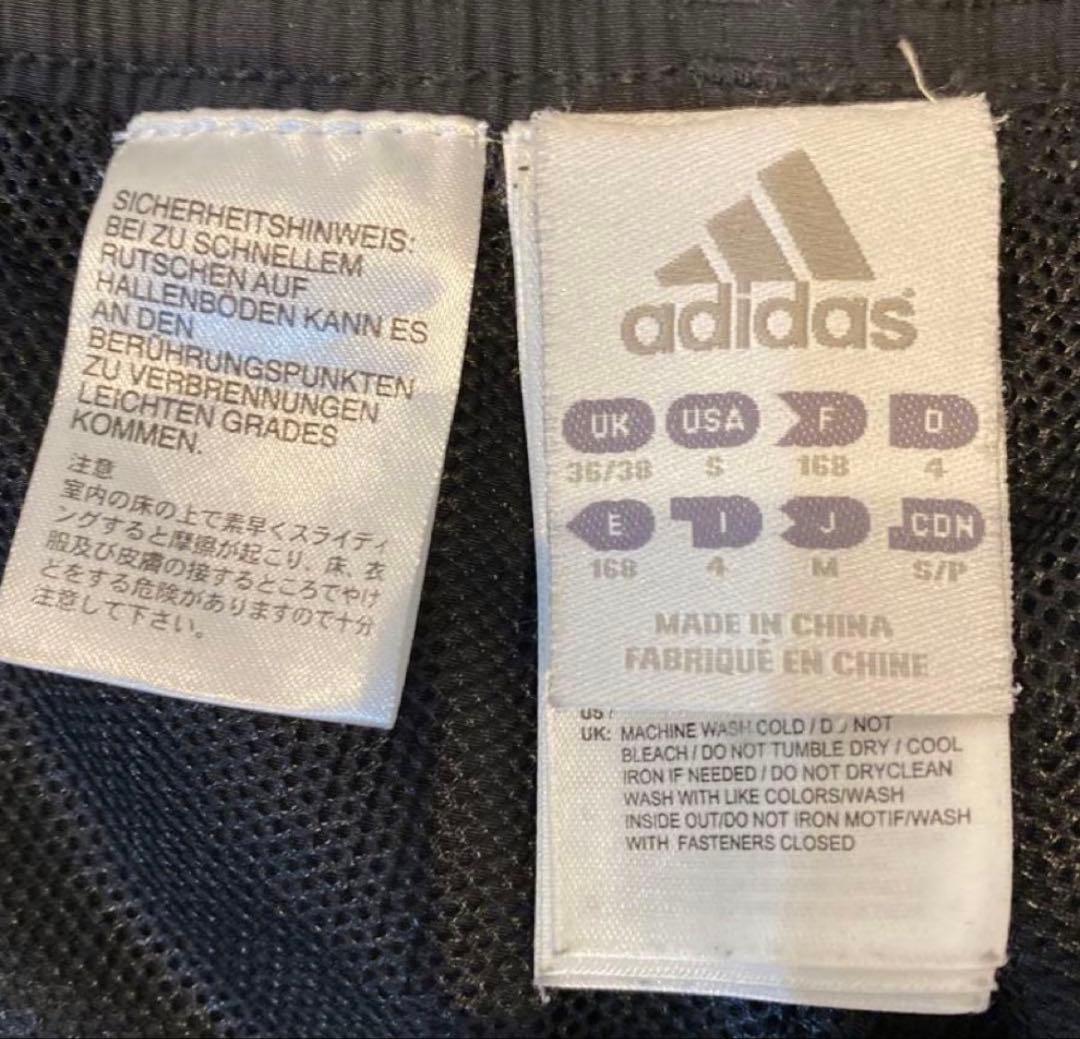 SICHERHEITSHINWEIS:
BEI ZU SCHNELLEM
RUTSCHEN AUF
HALLENBÖDEN KANN ES
AN DEN
BERÜHRUNGSPUNKTEN
ZU VERBRENNUNGEN
LEICHTEN GRADES
KOMMEN.
注意
室内の床の上で素早くスライディ
ングすると摩擦が起こり、床、衣
服及び皮膚の接するところでやけ
どをする危険がありますので十分
注意して下さい。
adidas
UK USA F D
36/38 S 168 4
E I J CDN
168 4 M S/P
MADE IN CHINA
FABRIQUÉ EN CHINE
US /
UK: MACHINE WASH COLD / DO NOT
BLEACH / DO NOT TUMBLE DRY / COOL
IRON IF NEEDED / DO NOT DRYCLEAN
WASH WITH LIKE COLORS/WASH
INSIDE OUT/DO NOT IRON MOTIF/WASH
WITH FASTENERS CLOSED